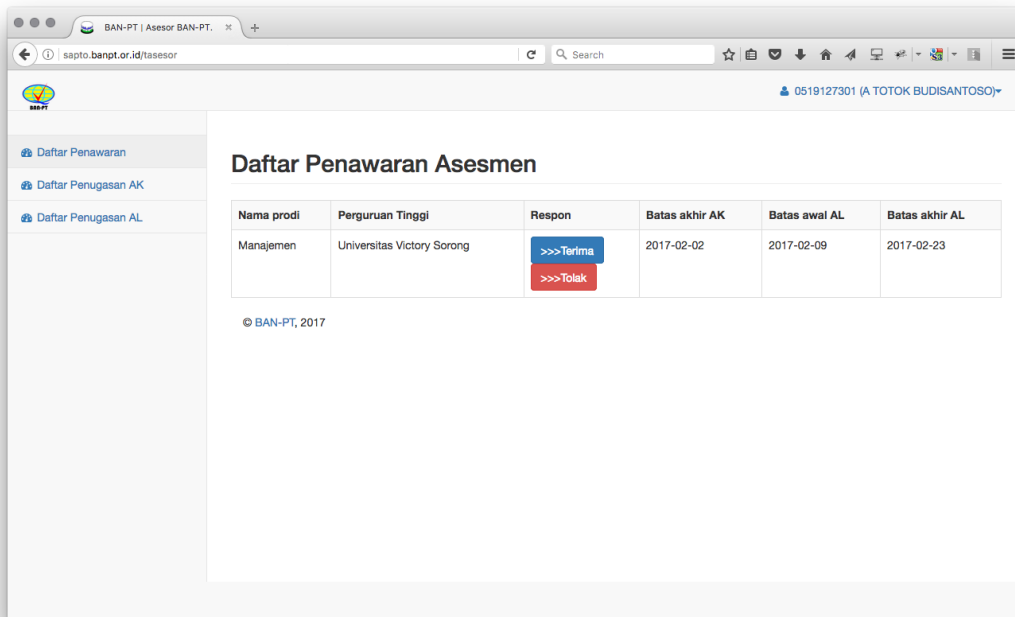 BAN-PT | Asesor BAN-PT.
sapto.banpt.or.id/tasesor
Search
BAN-PT
0519127301 (A TOTOK BUDISANTOSO)
Daftar Penawaran
Daftar Penugasan AK
Daftar Penugasan AL
Daftar Penawaran Asesmen
Nama prodi Perguruan Tinggi Respon Batas akhir AK Batas awal AL Batas akhir AL
Manajemen Universitas Victory Sorong >>>Terima 2017-02-02 2017-02-09 2017-02-23
>>>Tolak
© BAN-PT, 2017